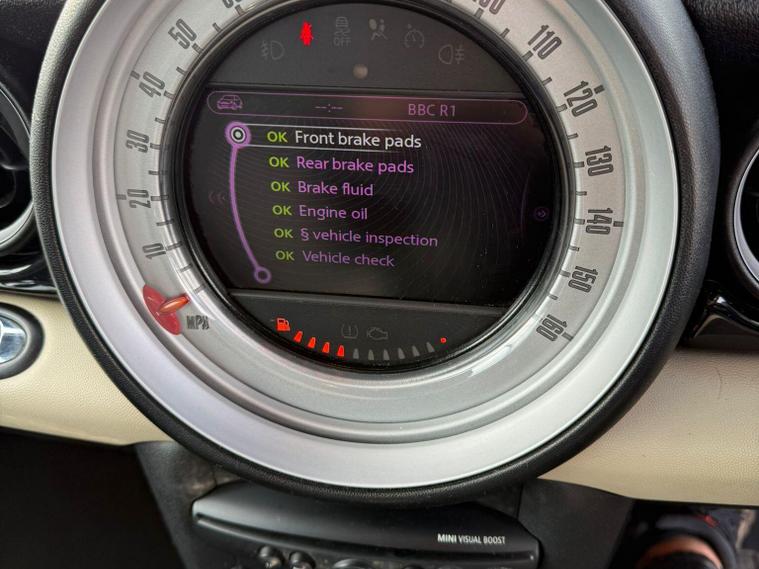 OFF
--:-- BBC R1
OK Front brake pads
OK Rear brake pads
OK Brake fluid
OK Engine oil
OK § vehicle inspection
OK Vehicle check
10
20
30
40
50
110
120
130
140
150
160
MPH
MINI VISUAL BOOST